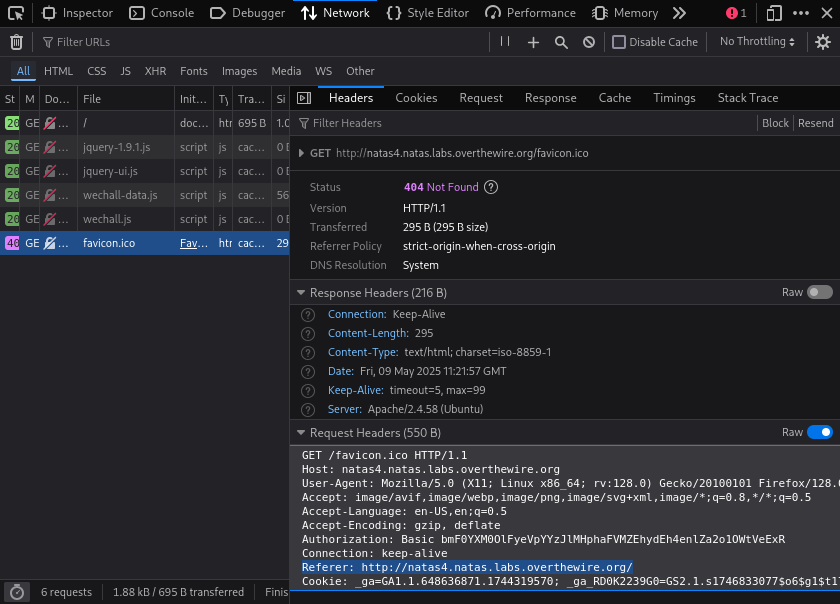 Inspector Console Debugger Network Style Editor Performance Memory 1
Filter URLs Disable Cache No Throttling
All HTML CSS JS XHR Fonts Images Media WS Other
St M Do... File Init... Ty Tra... Si Headers Cookies Request Response Cache Timings Stack Trace
20 GE ... / doc... htr 695 B 1.0 Filter Headers Block Resend
20 GE ... jquery-1.9.1.js script js cac... 0 
20 GE ... jquery-ui.js script js cac... 0 
20 GE ... wechall-data.js script js cac... 56
20 GE ... wechall.js script js cac... 0 
40 GE ... favicon.ico Fav... htr cac... 29
GET http://natas4.natas.labs.overthewire.org/favicon.ico
Status 404 Not Found ?
Version HTTP/1.1
Transferred 295 B (295 B size)
Referrer Policy strict-origin-when-cross-origin
DNS Resolution System
Response Headers (216 B) Raw
? Connection: Keep-Alive
? Content-Length: 295
? Content-Type: text/html; charset=iso-8859-1
? Date: Fri, 09 May 2025 11:21:57 GMT
? Keep-Alive: timeout=5, max=99
? Server: Apache/2.4.58 (Ubuntu)
Request Headers (550 B) Raw
GET /favicon.ico HTTP/1.1
Host: natas4.natas.labs.overthewire.org
User-Agent: Mozilla/5.0 (X11; Linux x86_64; rv:128.0) Gecko/20100101 Firefox/128.
Accept: image/avif,image/webp,image/png,image/svg+xml,image/*;q=0.8,*/*;q=0.5
Accept-Language: en-US,en;q=0.5
Accept-Encoding: gzip, deflate
Authorization: Basic bmF0YXM0OlFyeVpYYzJlMHphaFVMZEhydEh4enlZa2o1OWtVeExR
Connection: keep-alive
Referer: http://natas4.natas.labs.overthewire.org/
Cookie: _ga=GA1.1.648636871.1744319570; _ga_RD0K2239G0=GS2.1.s1746833077$o6$g1$t1
6 requests 1.88 kB / 695 B transferred Finis